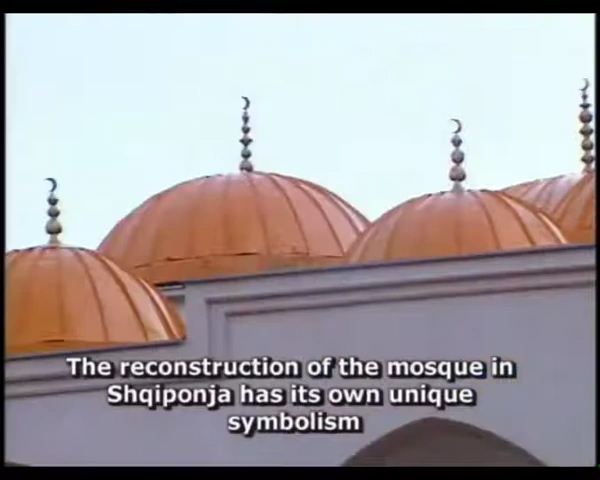 The reconstruction of the mosque in
Shqiponja has its own unique
symbolism